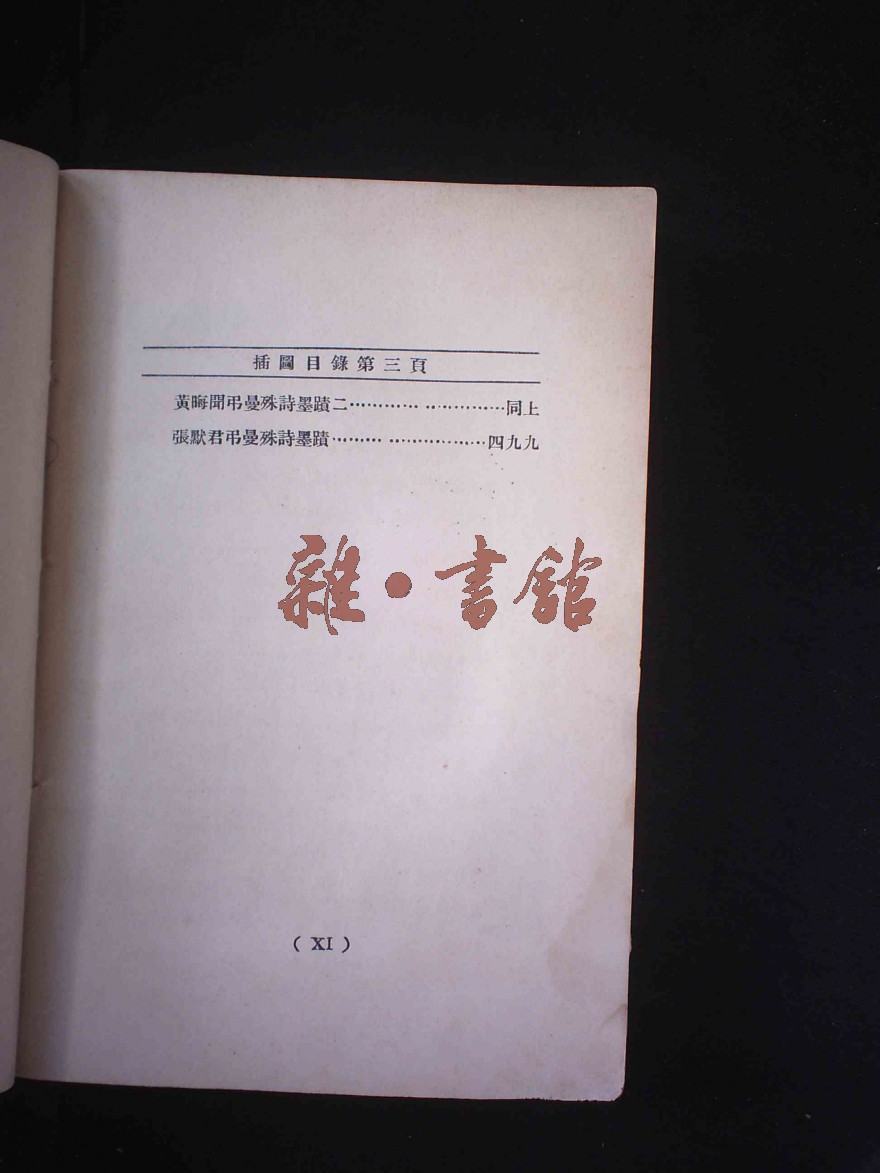 插圖目錄第三頁
黃晦聞弔曼殊詩墨蹟二………………………同上
張默君弔曼殊詩墨蹟………………………四九九
雜·書館
( XI )